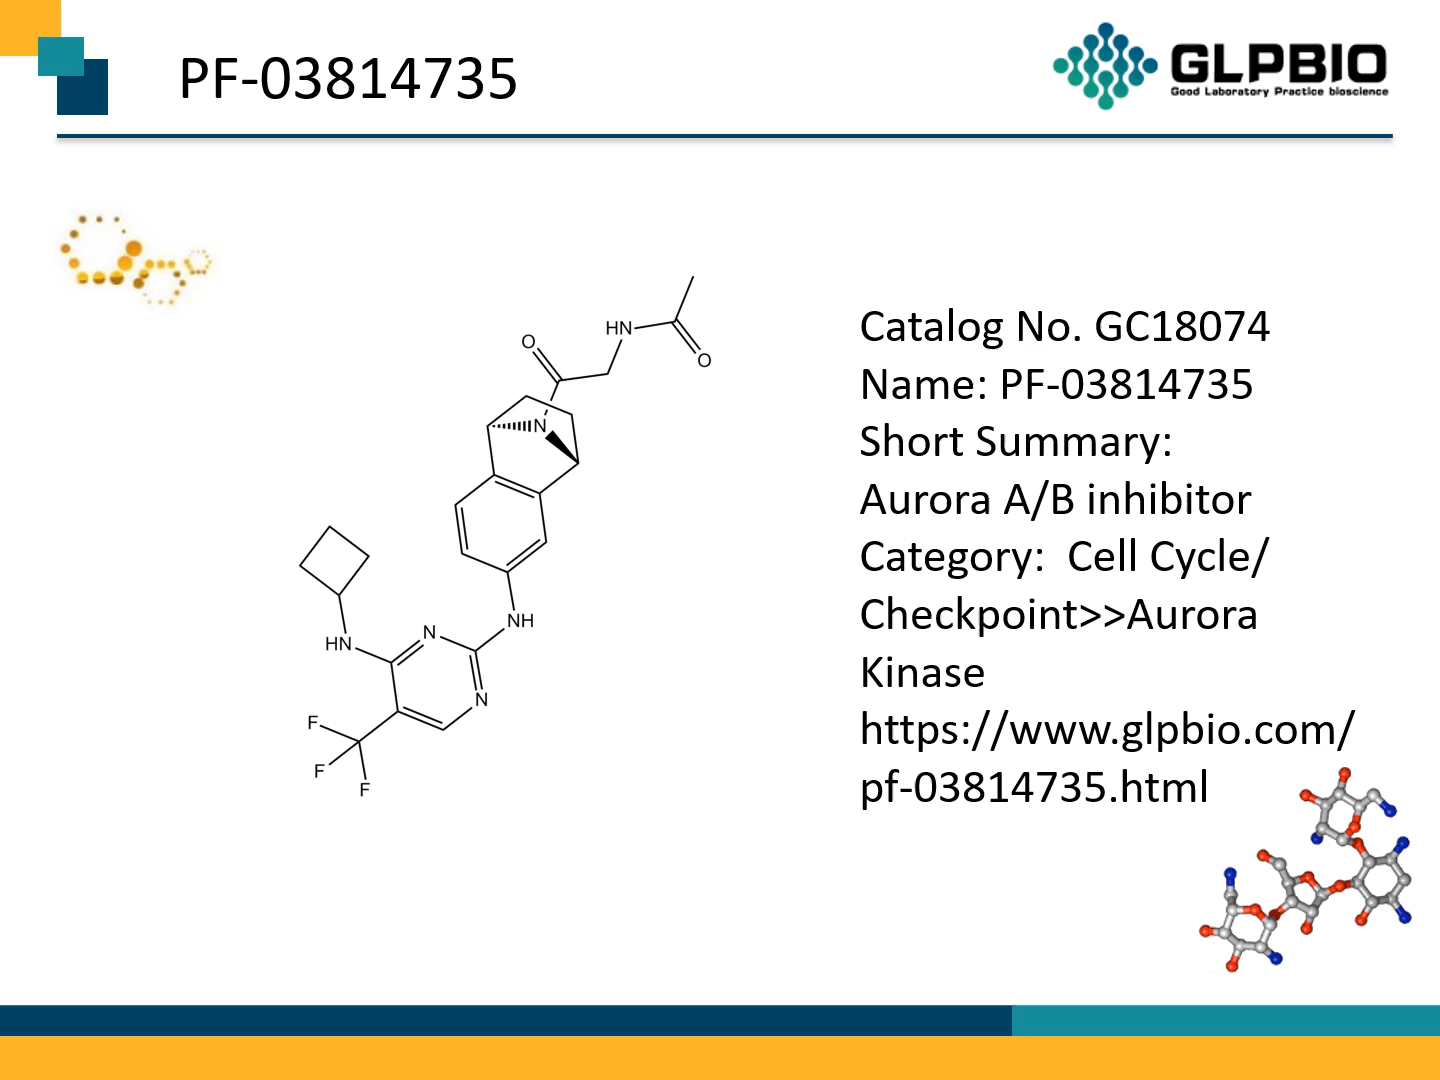 PF-03814735
GLPBIO
Good Laboratory Practice bioscience
HN
O
O
N
NH
HN
N
N
F
F
F
Catalog No. GC18074
Name: PF-03814735
Short Summary:
Aurora A/B inhibitor
Category:  Cell Cycle/
Checkpoint>>Aurora
Kinase
https://www.glpbio.com/
pf-03814735.html